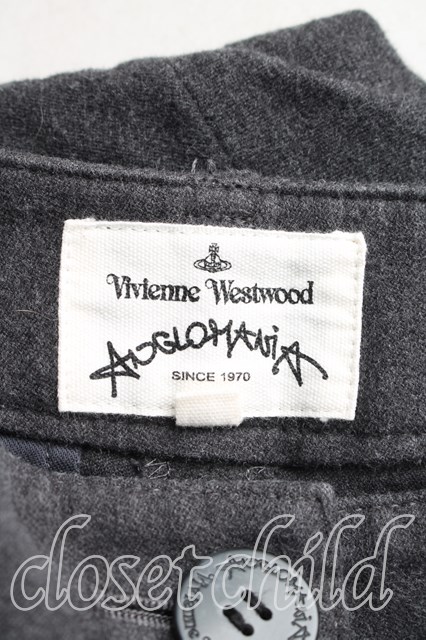 Vivienne Westwood
ANGLOMANIA
SINCE 1970
closet child